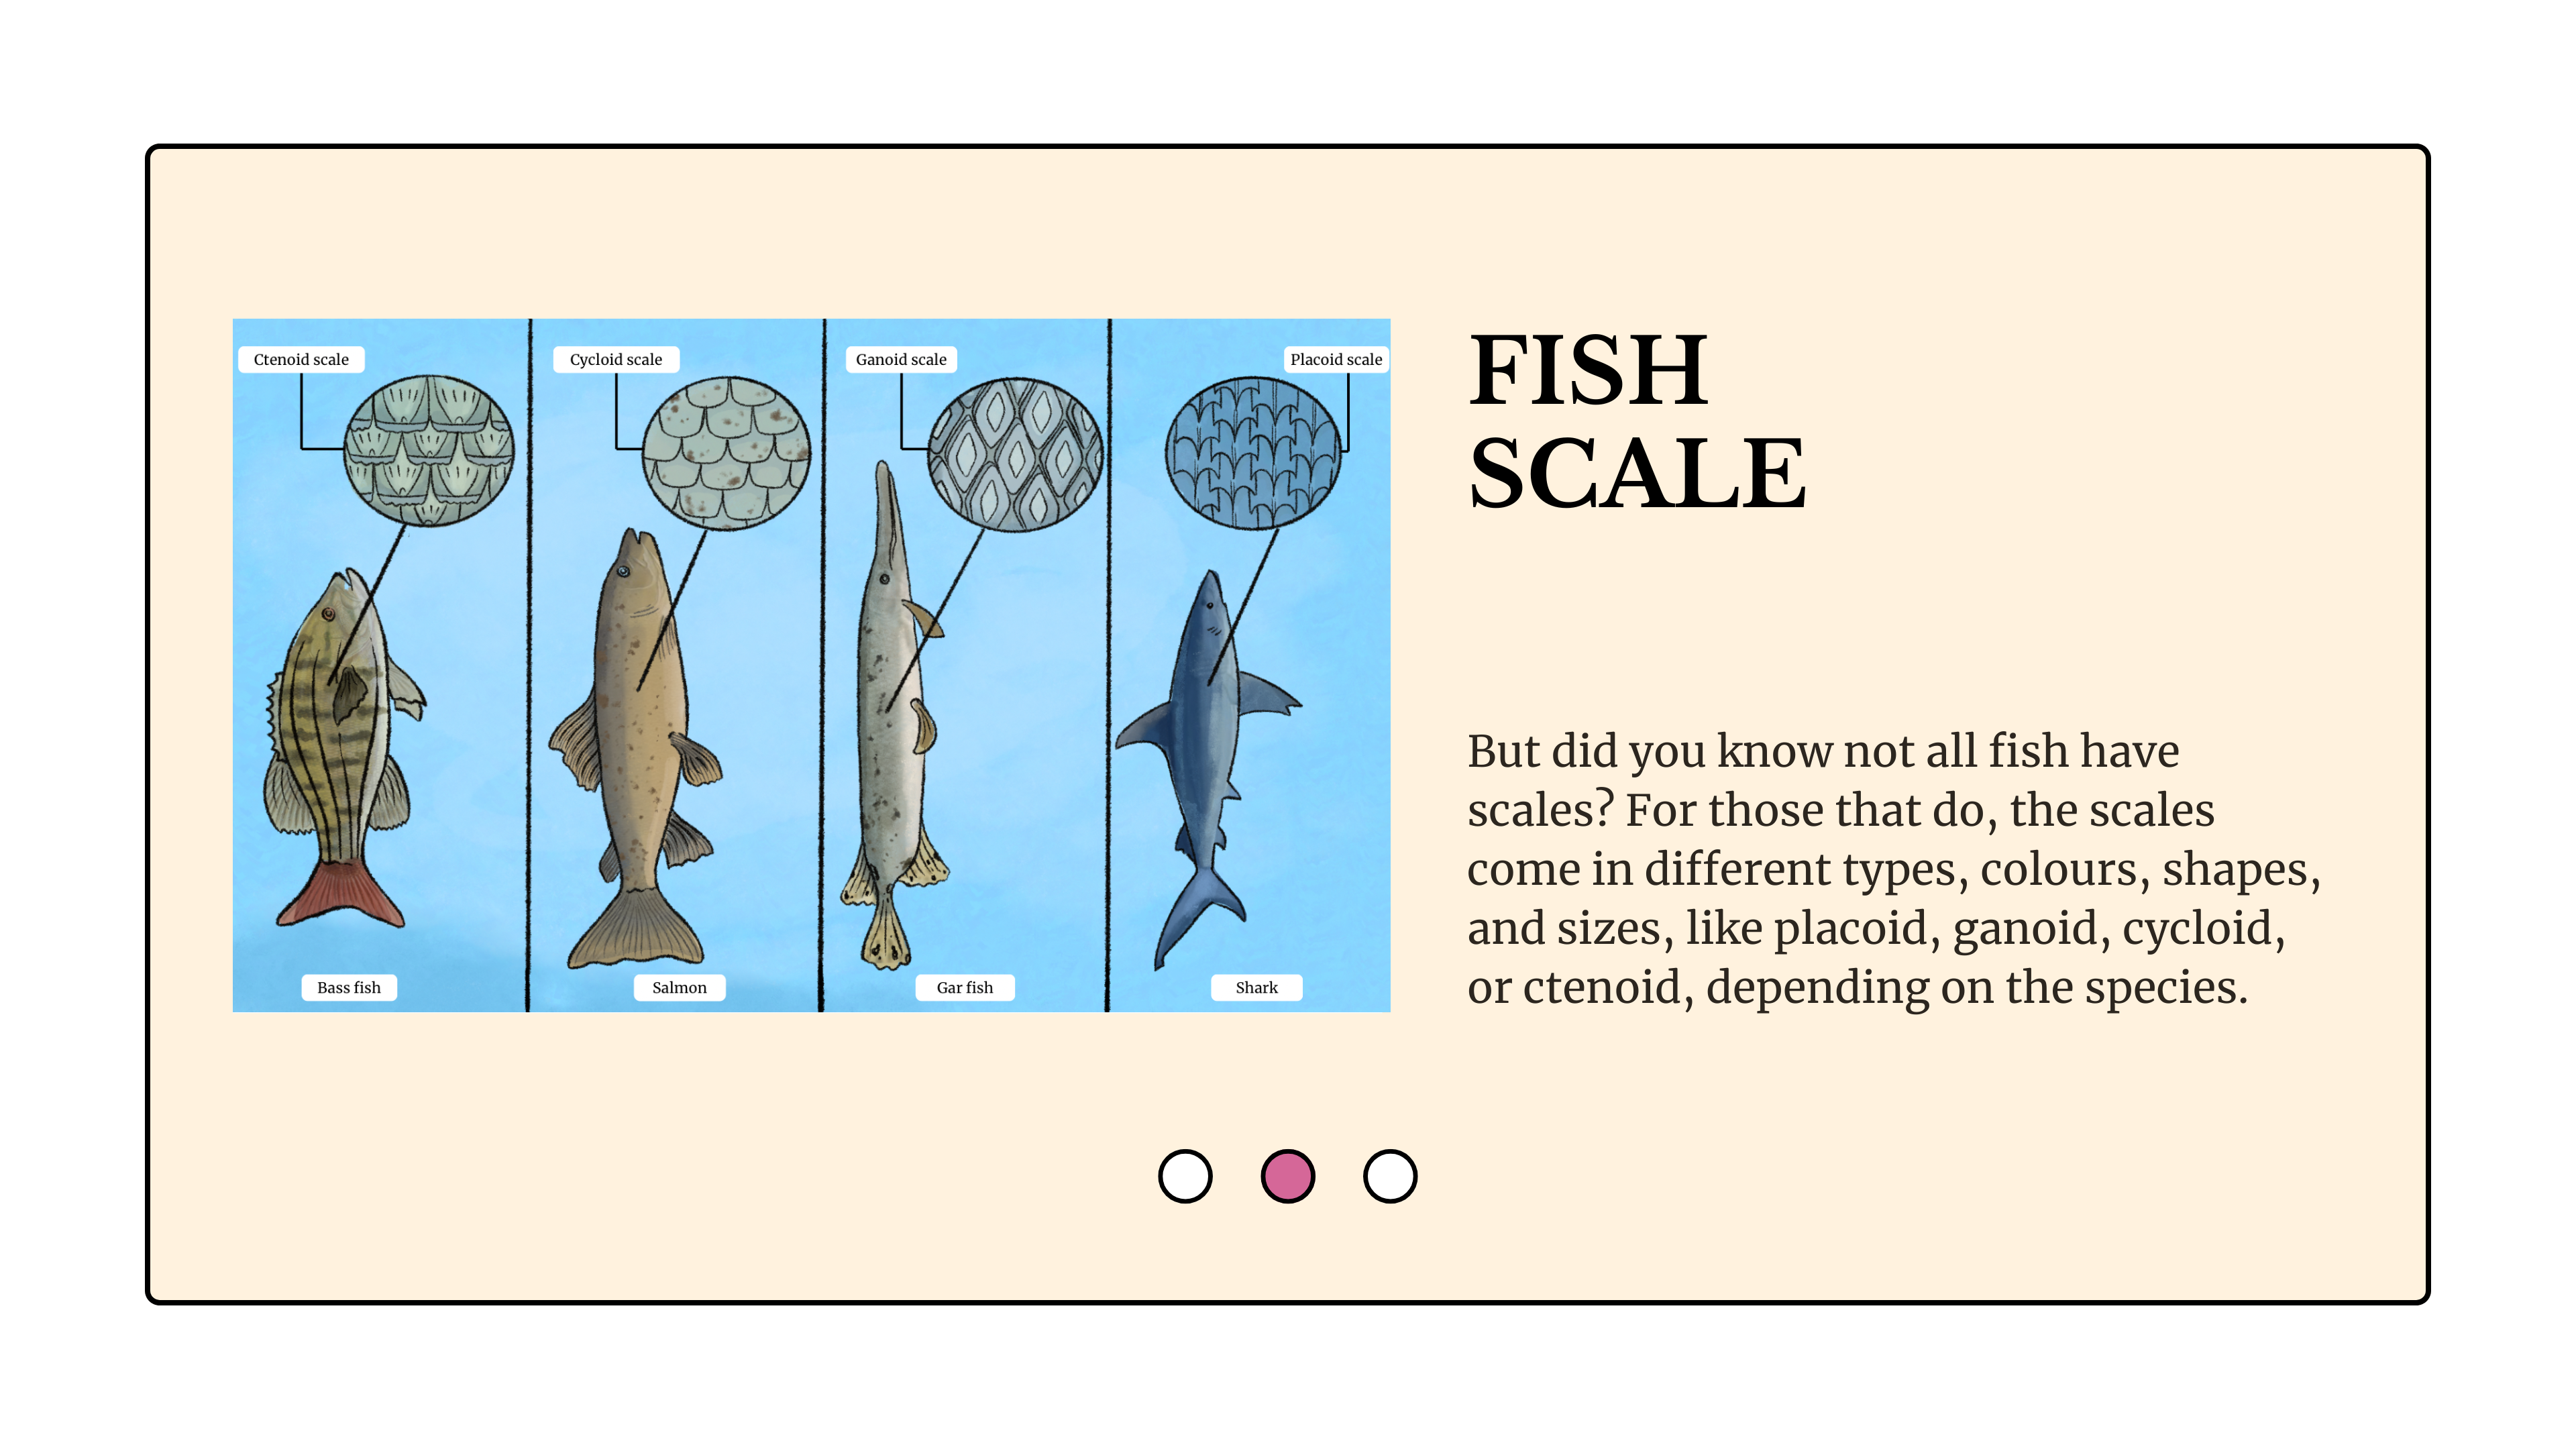 Ctenoid scale
Cycloid scale
Ganoid scale
Placoid scale
Bass fish
Salmon
Gar fish
Shark
FISH
SCALE
But did you know not all fish have
scales? For those that do, the scales
come in different types, colours, shapes,
and sizes, like placoid, ganoid, cycloid,
or ctenoid, depending on the species.